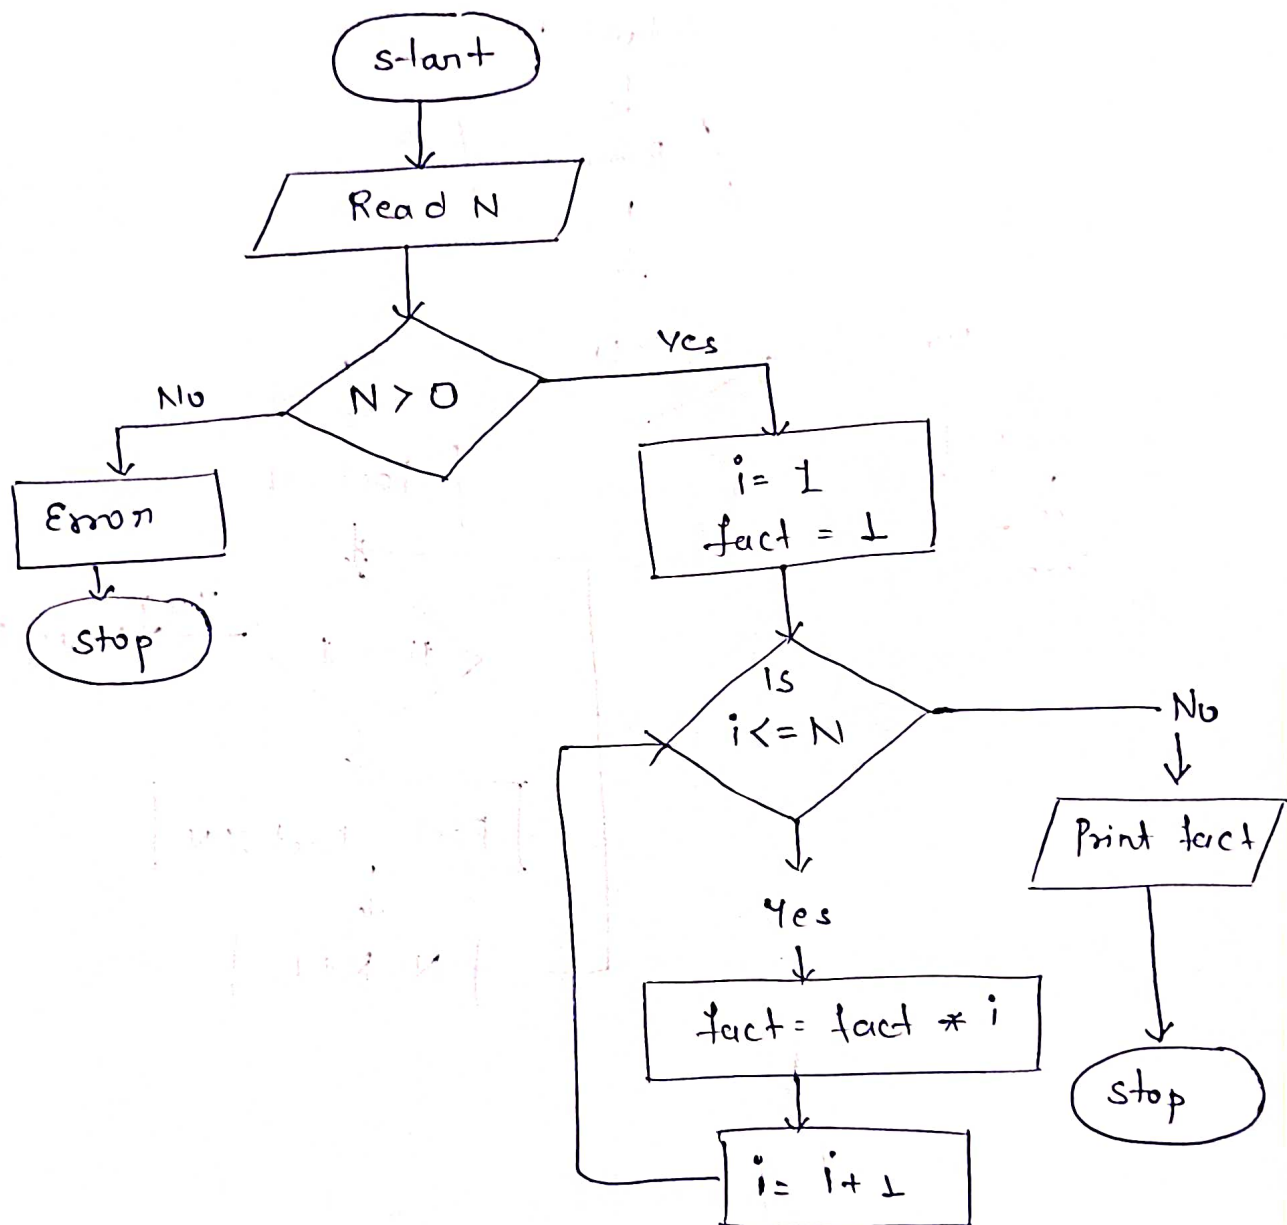 Start
Read N
N > 0
No
Yes
Error
Stop
i = 1
fact = 1
Is
i <= N
No
Print fact
Yes
fact = fact * i
Stop
i = i + 1